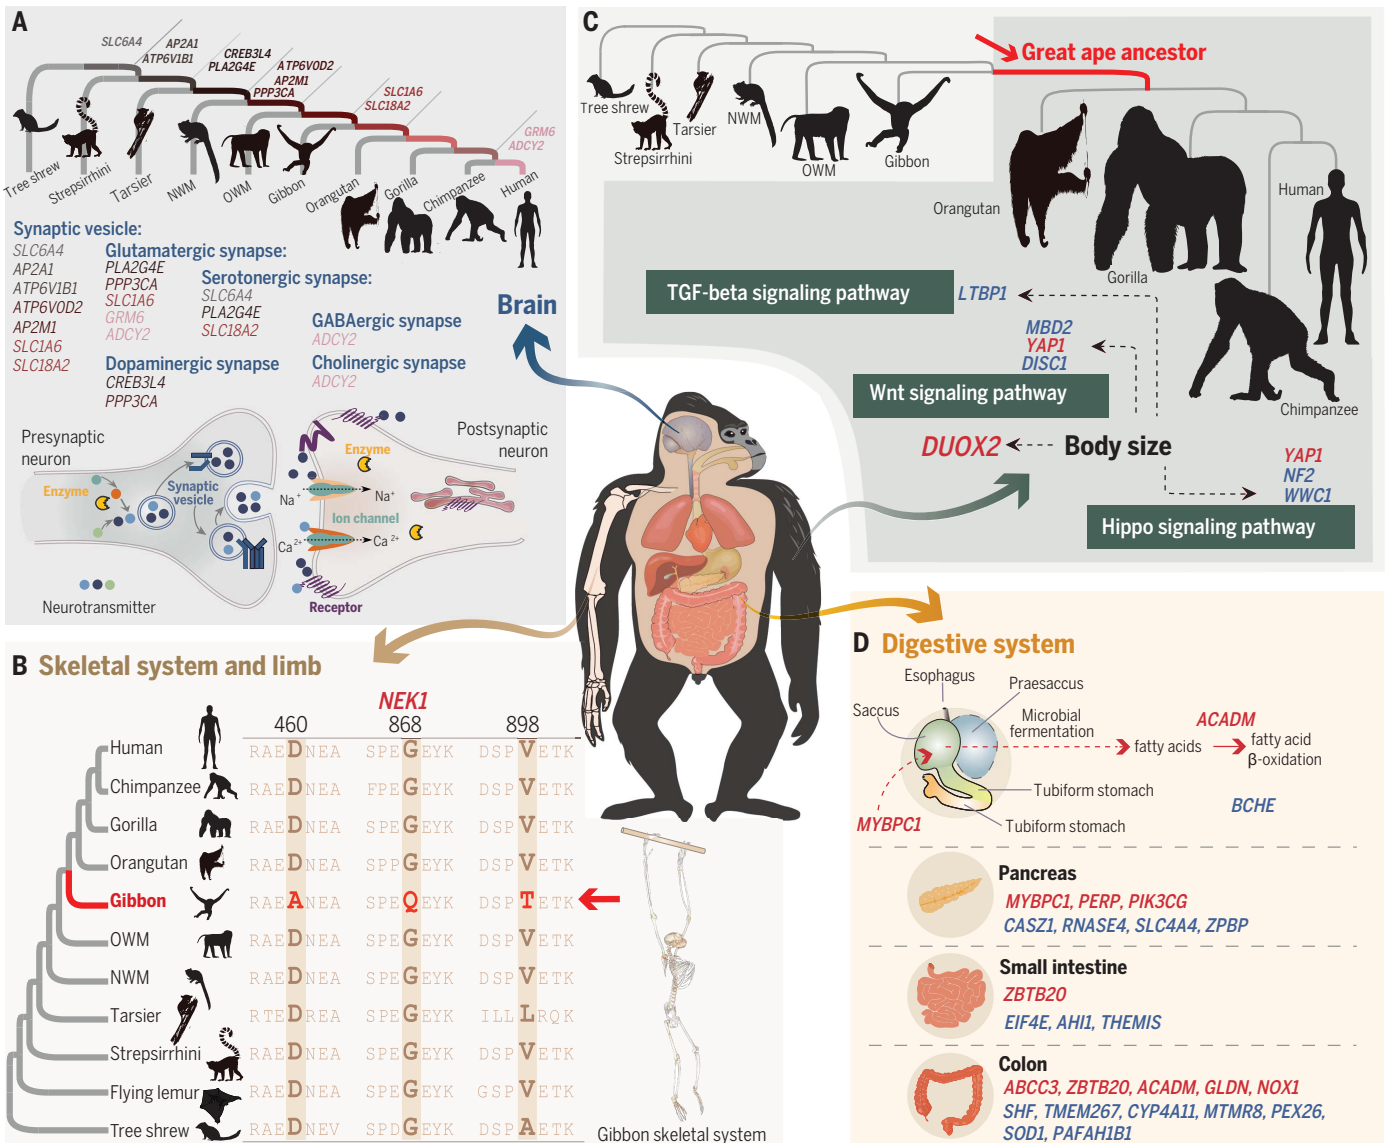 A
SLC6A4
AP2A1
ATP6V1B1
CREB3L4
PLA2G4E
ATP6VOD2
AP2M1
PPP3CA
SLC1A6
SLC18A2
GRM6
ADCY2
Tree shrew
Strepsirrhini
Tarsier
NWM
OWM
Gibbon
Orangutan
Gorilla
Chimpanzee
Human
Synaptic vesicle:
SLC6A4
AP2A1
ATP6V1B1
ATP6VOD2
AP2M1
SLC1A6
SLC18A2
Glutamatergic synapse:
PLA2G4E
PPP3CA
SLC1A6
GRM6
ADCY2
Dopaminergic synapse
CREB3L4
PPP3CA
Serotonergic synapse:
SLC6A4
PLA2G4E
SLC18A2
GABAergic synapse
ADCY2
Cholinergic synapse
ADCY2
Brain
Presynaptic
neuron
Enzyme
Synaptic
vesicle
Neurotransmitter
Enzyme
Na+
Na+
Ion channel
Ca 2+
Ca 2+
Receptor
Postsynaptic
neuron
C
Great ape ancestor
Tree shrew
Strepsirrhini
Tarsier
NWM
OWM
Gibbon
Orangutan
Gorilla
Human
Chimpanzee
TGF-beta signaling pathway
LTBP1
MBD2
YAP1
DISC1
Wnt signaling pathway
DUOX2
Body size
YAP1
NF2
WWC1
Hippo signaling pathway
B Skeletal system and limb
NEK1
460 868 898
Human RAEDNEA SPEGEYK DSPVETK
Chimpanzee RAEDNEA FPEGEYK DSPVETK
Gorilla RAEDNEA SPEGEYK DSPVETK
Orangutan RAEDNEA SPPGEYK DSPVETK
Gibbon RAEANEA SPEQEYK DSPTETK
OWM RAEDNEA SPEGEYK DSPVETK
NWM RAEDNEA SPEGEYK DSPVETK
Tarsier RTEDREA SPEGEYK ILLLRQK
Strepsirrhini RAEDNEA SPEGEYK DSPVETK
Flying lemur RAEDNEA SPEGEYK GSPVETK
Tree shrew RAEDNEV SPDGEYK DSPAETK
Gibbon skeletal system
D Digestive system
Esophagus
Praesaccus
Saccus
Microbial
fermentation
fatty acids
ACADM
fatty acid
β-oxidation
Tubiform stomach
BCHE
MYBPC1
Tubiform stomach
Pancreas
MYBPC1, PERP, PIK3CG
CASZ1, RNASE4, SLC4A4, ZPBP
Small intestine
ZBTB20
EIF4E, AHI1, THEMIS
Colon
ABCC3, ZBTB20, ACADM, GLDN, NOX1
SHF, TMEM267, CYP4A11, MTMR8, PEX26,
SOD1, PAFAH1B1